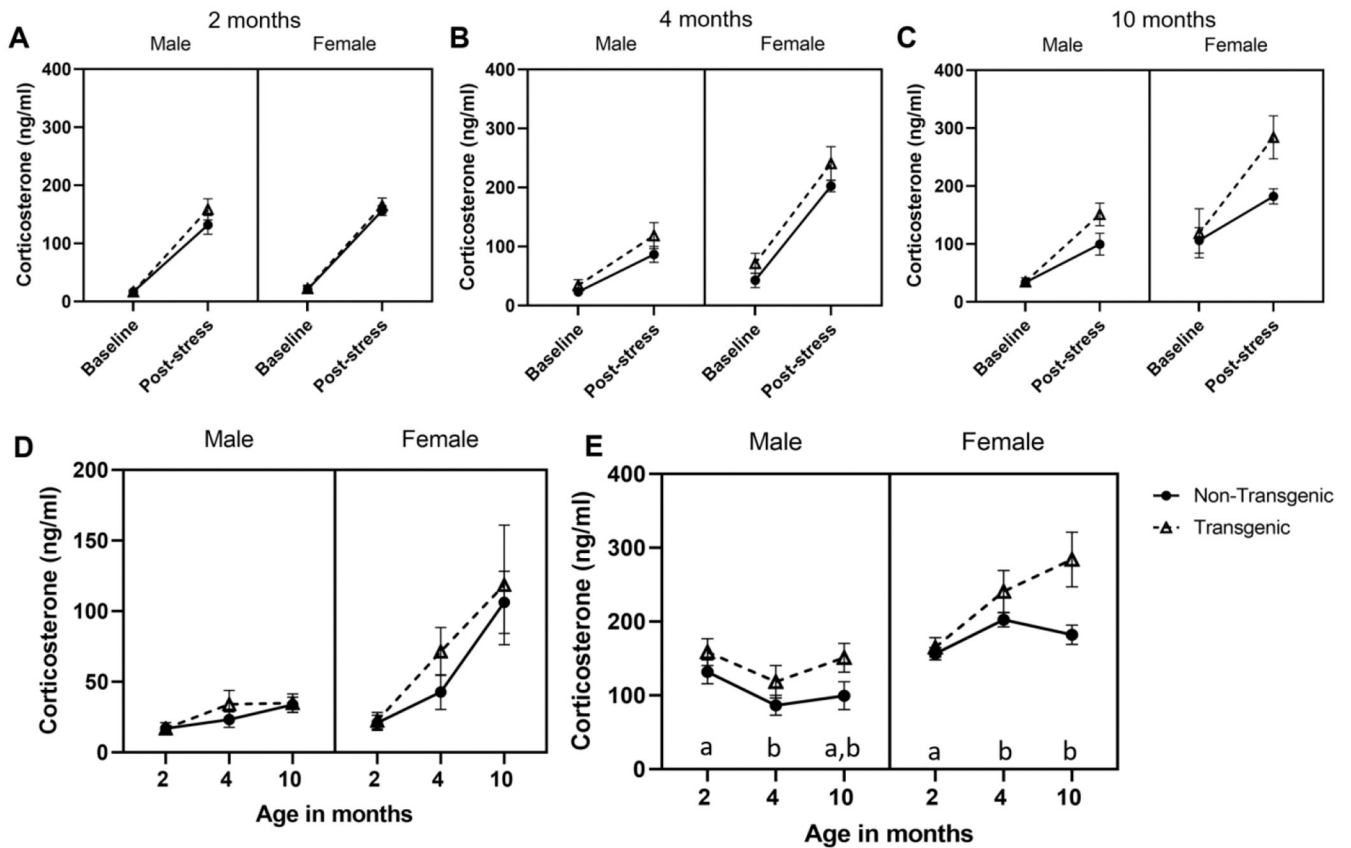 A
2 months
Male
Female
Corticosterone (ng/ml)
400
300
200
100
0
Baseline
Post-stress
Baseline
Post-stress
B
4 months
Male
Female
Corticosterone (ng/ml)
400
300
200
100
0
Baseline
Post-stress
Baseline
Post-stress
C
10 months
Male
Female
Corticosterone (ng/ml)
400
300
200
100
0
Baseline
Post-stress
Baseline
Post-stress
D
Male
Female
Corticosterone (ng/ml)
200
150
100
50
0
2 4 10 2 4 10
Age in months
E
Male
Female
Corticosterone (ng/ml)
400
300
200
100
0
a b a,b a b b
2 4 10 2 4 10
Age in months
Non-Transgenic
Transgenic